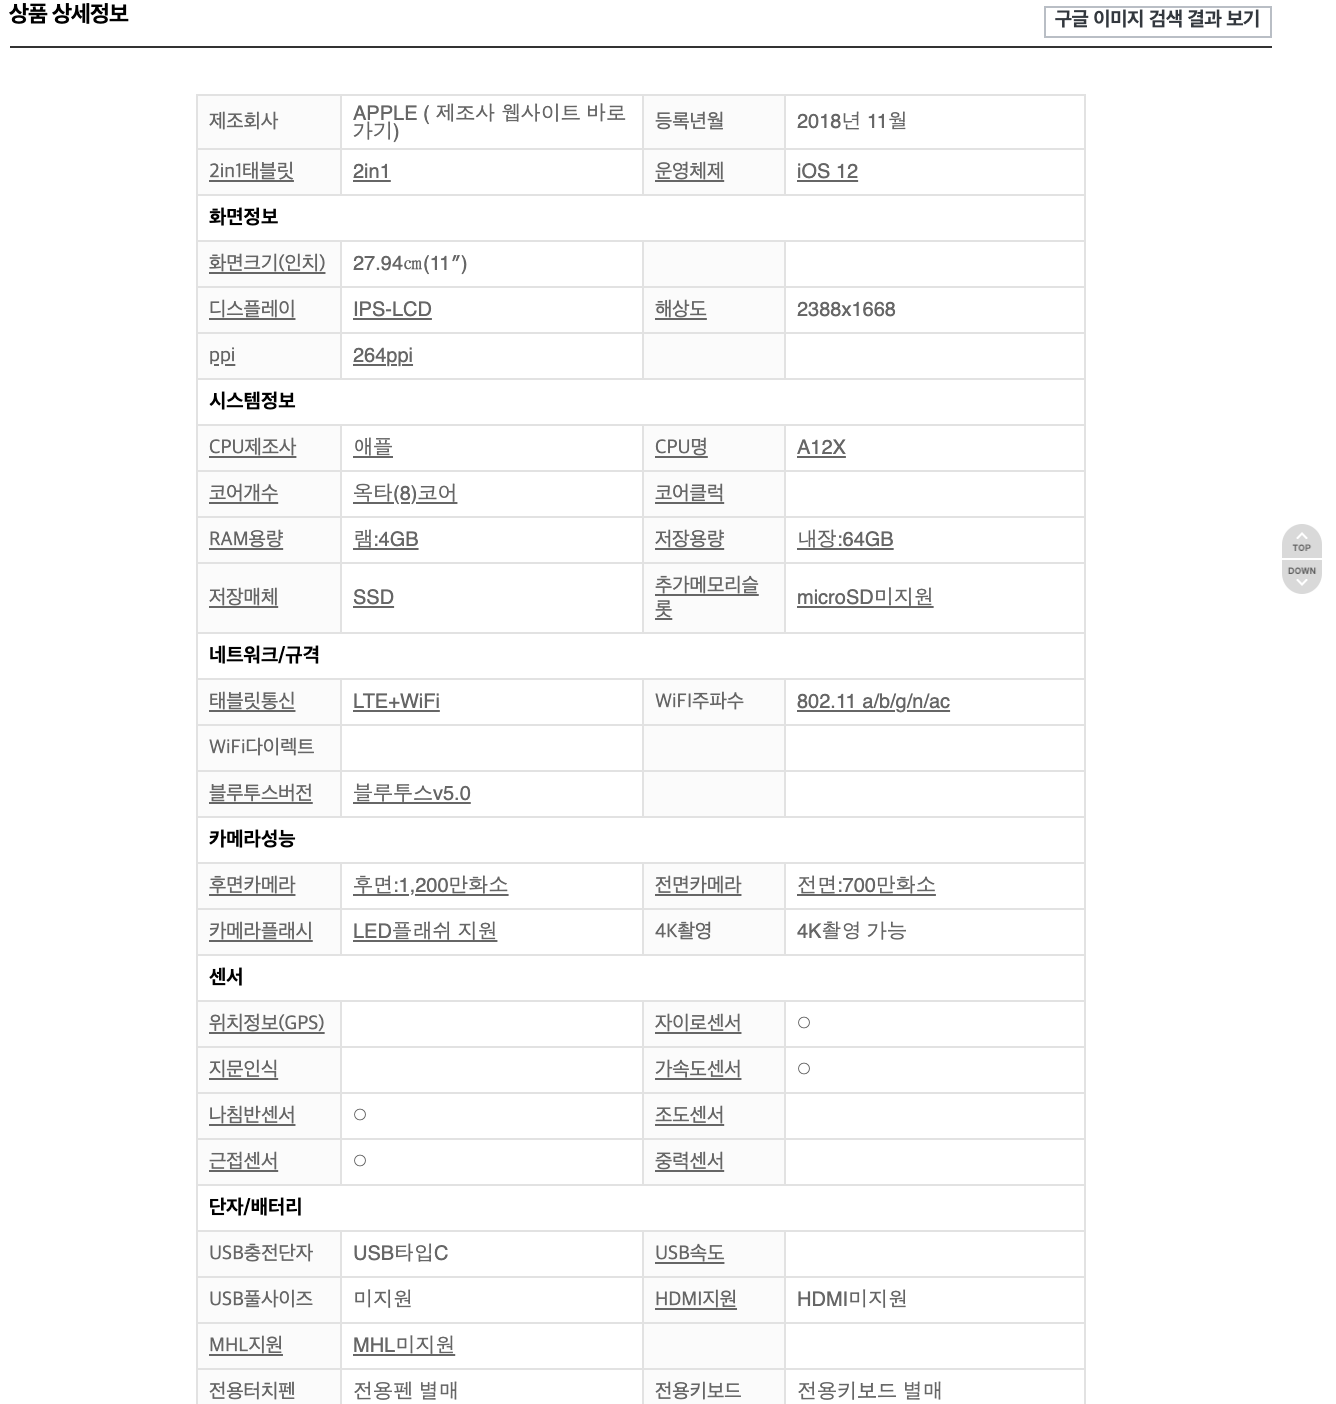 상품 상세정보
구글 이미지 검색 결과 보기
제조회사 APPLE ( 제조사 웹사이트 바로
가기) 등록년월 2018년 11월
2in1태블릿 2in1 운영체제 iOS 12
화면정보
화면크기(인치) 27.94㎝(11″)
디스플레이 IPS-LCD 해상도 2388x1668
ppi 264ppi
시스템정보
CPU제조사 애플 CPU명 A12X
코어개수 옥타(8)코어 코어클럭
RAM용량 램:4GB 저장용량 내장:64GB
저장매체 SSD 추가메모리슬
롯 microSD미지원
네트워크/규격
태블릿통신 LTE+WiFi WiFI주파수 802.11 a/b/g/n/ac
WiFi다이렉트
블루투스버전 블루투스v5.0
카메라성능
후면카메라 후면:1,200만화소 전면카메라 전면:700만화소
카메라플래시 LED플래쉬 지원 4K촬영 4K촬영 가능
센서
위치정보(GPS) 자이로센서 ○
지문인식 가속도센서 ○
나침반센서 ○ 조도센서
근접센서 ○ 중력센서
단자/배터리
USB충전단자 USB타입C USB속도
USB풀사이즈 미지원 HDMI지원 HDMI미지원
MHL지원 MHL미지원
전용터치펜 전용펜 별매 전용키보드 전용키보드 별매
TOP
DOWN